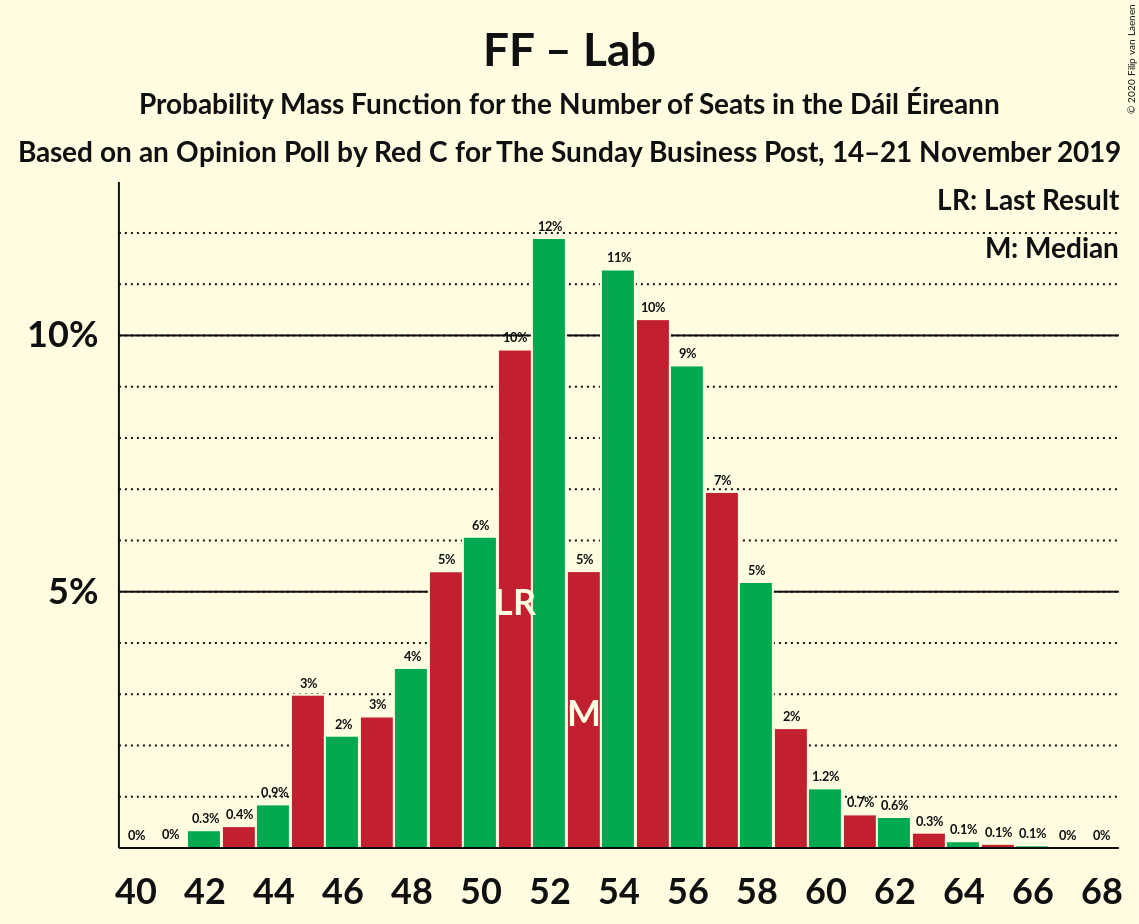 FF – Lab
Probability Mass Function for the Number of Seats in the Dáil Éireann
Based on an Opinion Poll by Red C for The Sunday Business Post, 14–21 November 2019
© 2020 Filip van Laenen
LR: Last Result
M: Median
10%
5%
0% 0% 0.3% 0.4% 0.9% 3% 2% 3% 4% 5% 6% 10% 12% 5% 11% 10% 9% 7% 5% 2% 1.2% 0.7% 0.6% 0.3% 0.1% 0.1% 0.1% 0% 0%
LR
M
40 42 44 46 48 50 52 54 56 58 60 62 64 66 68